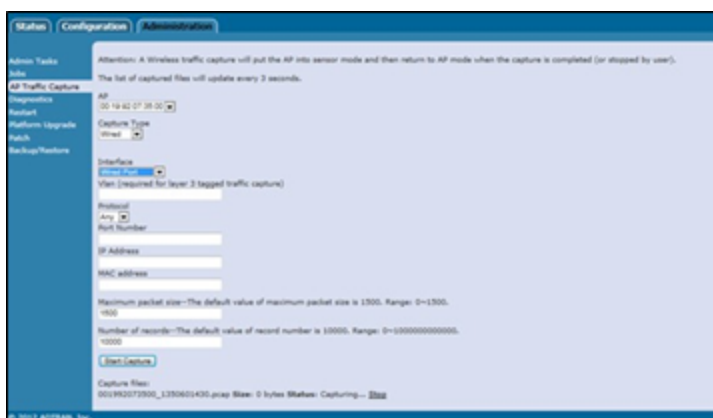 Status Configuration Administration
Admin Tasks
Jobs
AP Traffic Capture
Diagnostics
Restart
Platform Upgrade
Patch
Backup/Restore
Attention: A Wireless traffic capture will put the AP into sensor mode and then return to AP mode when the capture is completed (or stopped by user).
The list of captured files will update every 3 seconds.
AP
00 19 92 07 35 00
Capture Type
Wired
Interface
Wired Port
Vlan (required for layer 3 tagged traffic capture)
Protocol
Any
Port Number
IP Address
MAC address
Maximum packet size--The default value of maximum packet size is 1500. Range: 0~1500.
1500
Number of records--The default value of record number is 10000. Range: 0~1000000000000.
10000
Start Capture
Capture files:
001992073500_1350601430.pcap Size: 0 bytes Status: Capturing... Stop
© 2012 ADTRAN, Inc.